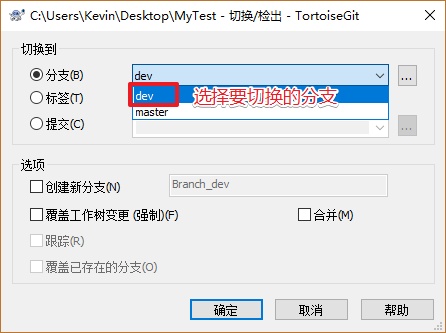 C:\Users\Kevin\Desktop\MyTest - 切换/检出 - TortoiseGit
切换到
分支(B)
dev
...
标签(T)
dev
选择要切换的分支
master
提交(C)
...
选项
创建新分支(N)
Branch_dev
覆盖工作树变更 (强制)(F)
合并(M)
跟踪(R)
覆盖已存在的分支(O)
确定
取消
帮助